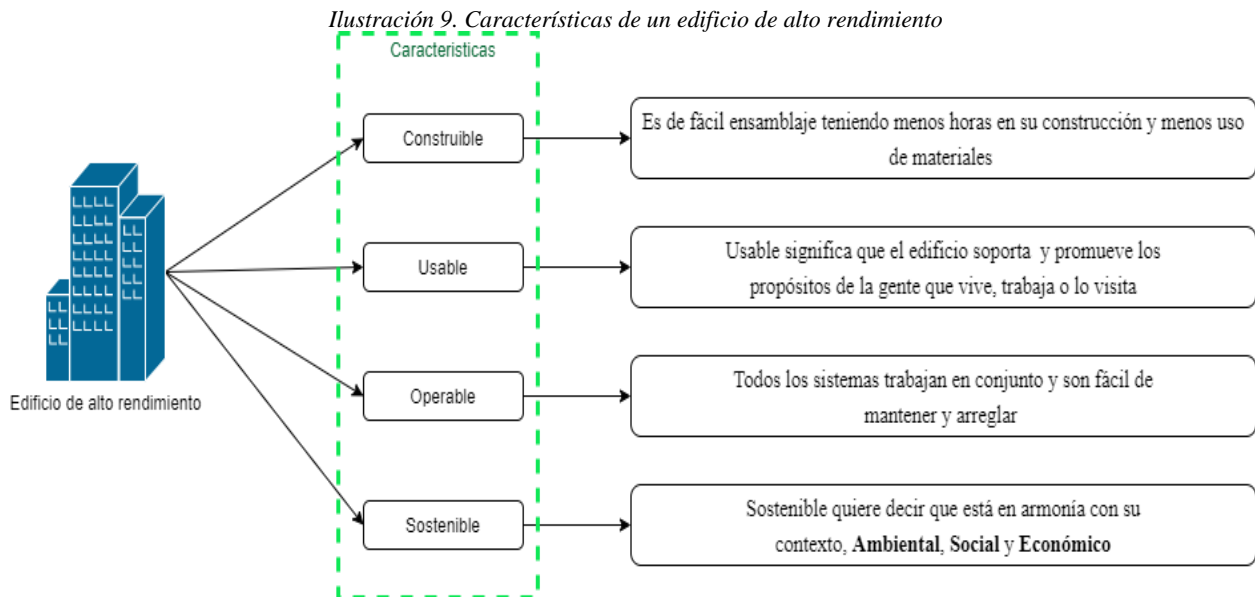 Ilustración 9. Características de un edificio de alto rendimiento
Caracteristicas
Construible
Es de fácil ensamblaje teniendo menos horas en su construcción y menos uso
de materiales
Usable
Usable significa que el edificio soporta y promueve los
propósitos de la gente que vive, trabaja o lo visita
Edificio de alto rendimiento
Operable
Todos los sistemas trabajan en conjunto y son fácil de
mantener y arreglar
Sostenible
Sostenible quiere decir que está en armonía con su
contexto, Ambiental, Social y Económico